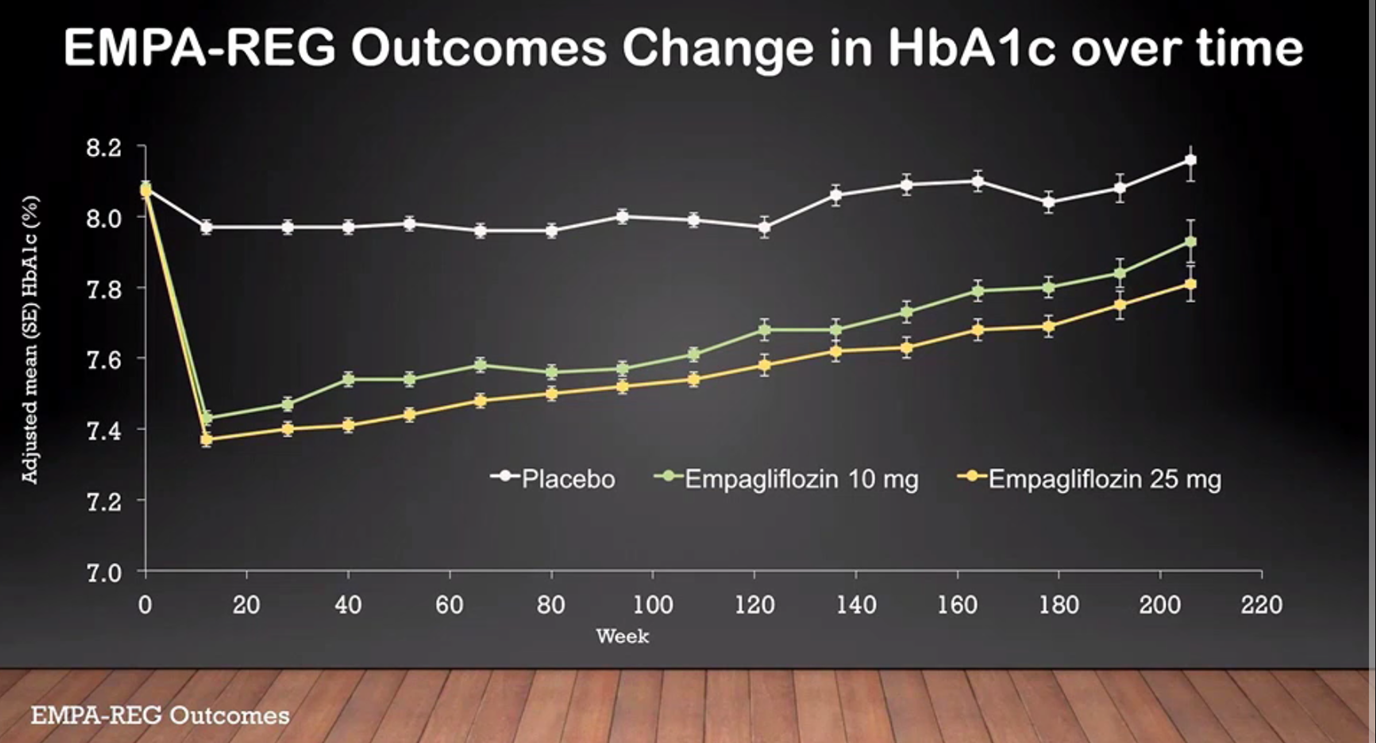 EMPA-REG Outcomes Change in HbA1c over time
Adjusted mean (SE) HbA1c (%)
8.2
8.0
7.8
7.6
7.4
7.2
7.0
Placebo Empagliflozin 10 mg Empagliflozin 25 mg
0 20 40 60 80 100 120 140 160 180 200 220
Week
EMPA-REG Outcomes